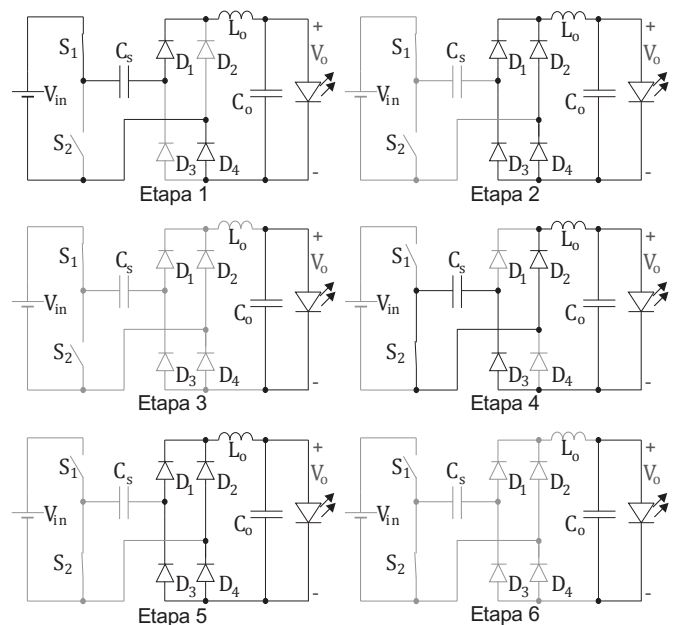 S1 Cs D1 D2 Lo + Vo
Vin Co
S2 D3 D4 -
Etapa 1
S1 Cs D1 D2 Lo + Vo
Vin Co
S2 D3 D4 -
Etapa 2
S1 Cs D1 D2 Lo + Vo
Vin Co
S2 D3 D4 -
Etapa 3
S1 Cs D1 D2 Lo + Vo
Vin Co
S2 D3 D4 -
Etapa 4
S1 Cs D1 D2 Lo + Vo
Vin Co
S2 D3 D4 -
Etapa 5
S1 Cs D1 D2 Lo + Vo
Vin Co
S2 D3 D4 -
Etapa 6